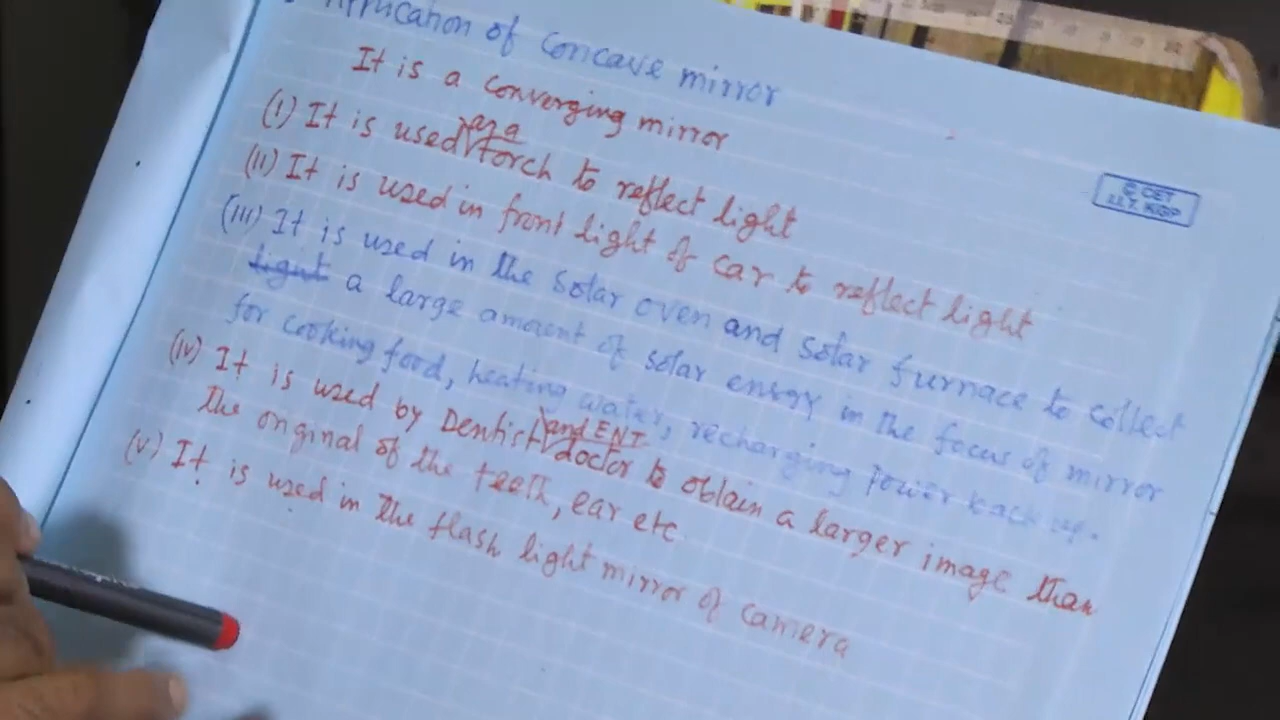 Application of Concave mirror
It is a converging mirror
(i) It is used as a torch to reflect light
(ii) It is used in front light of car to reflect light
(iii) It is used in the solar oven and solar furnace to collect
light a large amount of solar energy in the focus of mirror
for cooking food, heating water, recharging power back up.
(iv) It is used by Dentist and ENT doctor to obtain a larger image than
the original of the teeth, ear etc.
(v) It is used in the flash light mirror of camera
© CET
I.I.T. KGP